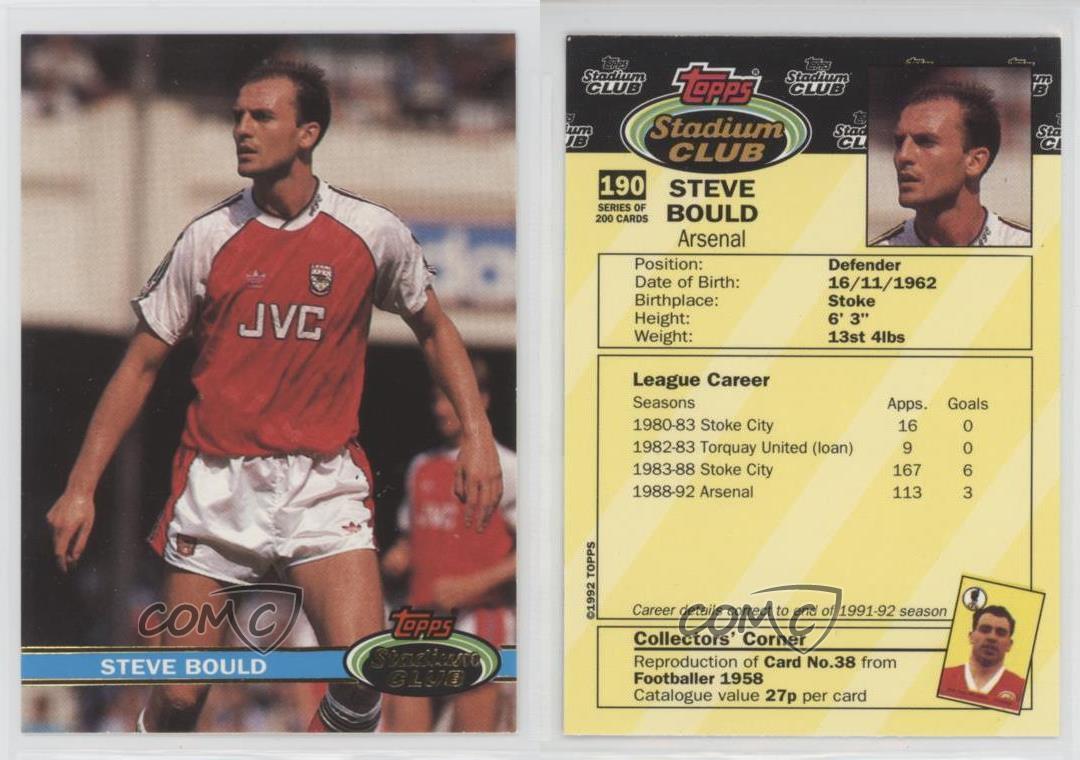 JVC
JVC
COMC
Topps
Stadium
CLUB
STEVE BOULD
Topps
Stadium
CLUB
Topps
Stadium
CLUB
Topps
Stadium
CLUB
190
SERIES OF
200 CARDS
STEVE
BOULD
Arsenal
Position: Defender
Date of Birth: 16/11/1962
Birthplace: Stoke
Height: 6' 3"
Weight: 13st 4lbs
League Career
Seasons Apps. Goals
1980-83 Stoke City 16 0
1982-83 Torquay United (loan) 9 0
1983-88 Stoke City 167 6
1988-92 Arsenal 113 3
©1992 TOPPS
Career details correct to end of 1991-92 season
COMC
Collectors' Corner
Reproduction of Card No.38 from
Footballer 1958
Catalogue value 27p per card